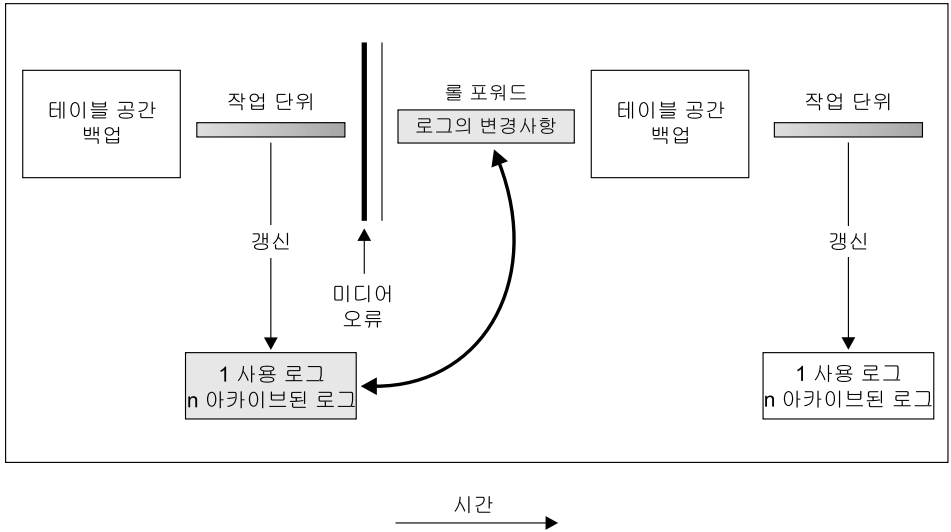 테이블 공간
백업
작업 단위
롤 포워드
로그의 변경사항
테이블 공간
백업
작업 단위
갱신
갱신
미디어
오류
1 사용 로그
n 아카이브된 로그
1 사용 로그
n 아카이브된 로그
시간